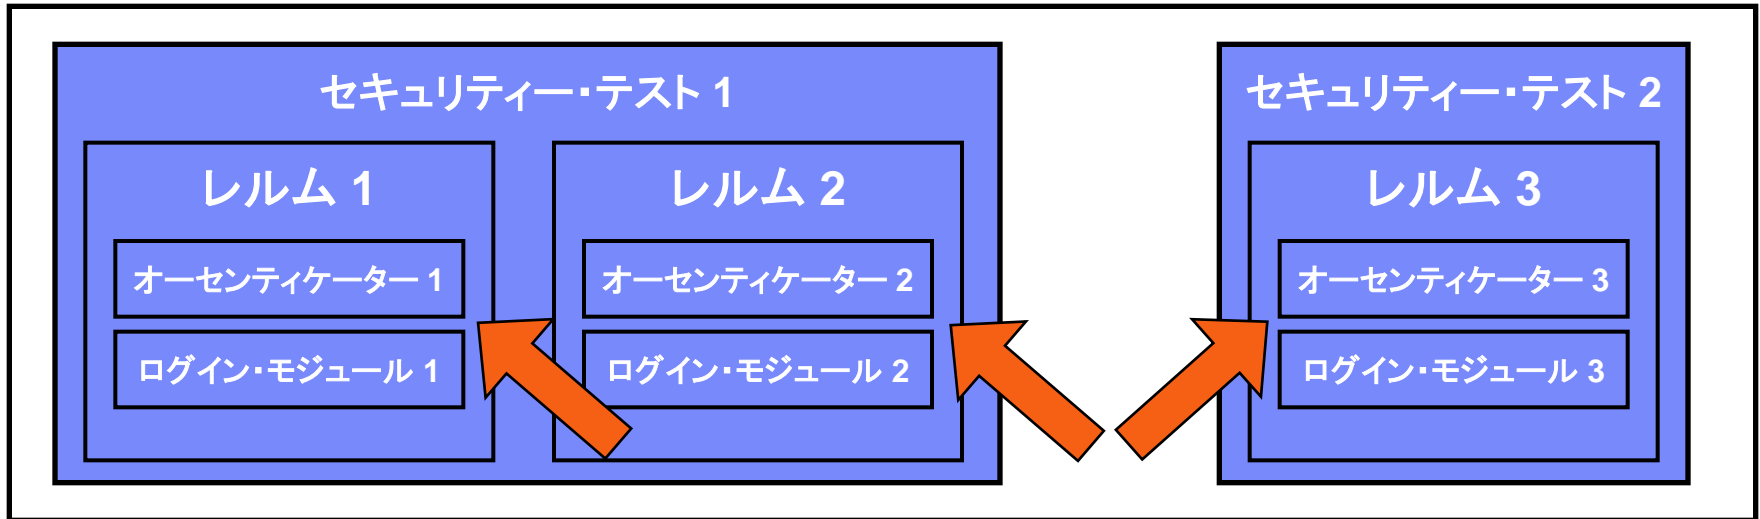 セキュリティー・テスト 1
レルム 1
オーセンティケーター 1
ログイン・モジュール 1
レルム 2
オーセンティケーター 2
ログイン・モジュール 2
セキュリティー・テスト 2
レルム 3
オーセンティケーター 3
ログイン・モジュール 3